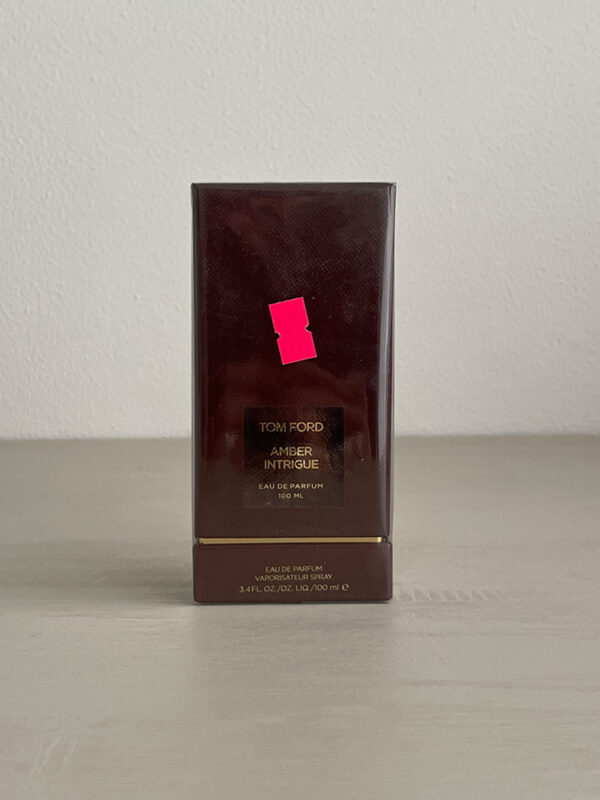 TOM FORD
AMBER
INTRIGUE
EAU DE PARFUM
100 ML
EAU DE PARFUM
VAPORISATEUR SPRAY
3.4 FL. OZ./OZ. LIQ./100 ml ℮